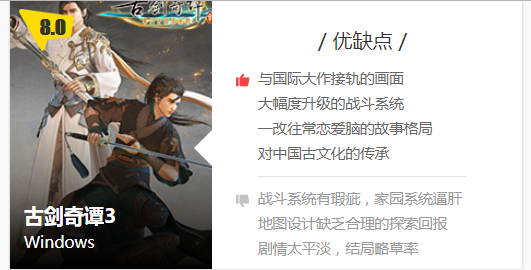 8.0
古剑奇谭
古剑奇谭3
Windows
/ 优缺点 /
与国际大作接轨的画面
大幅度升级的战斗系统
一改往常恋爱脑的故事格局
对中国古文化的传承
战斗系统有瑕疵，家园系统逼肝
地图设计缺乏合理的探索回报
剧情太平淡，结局略草率